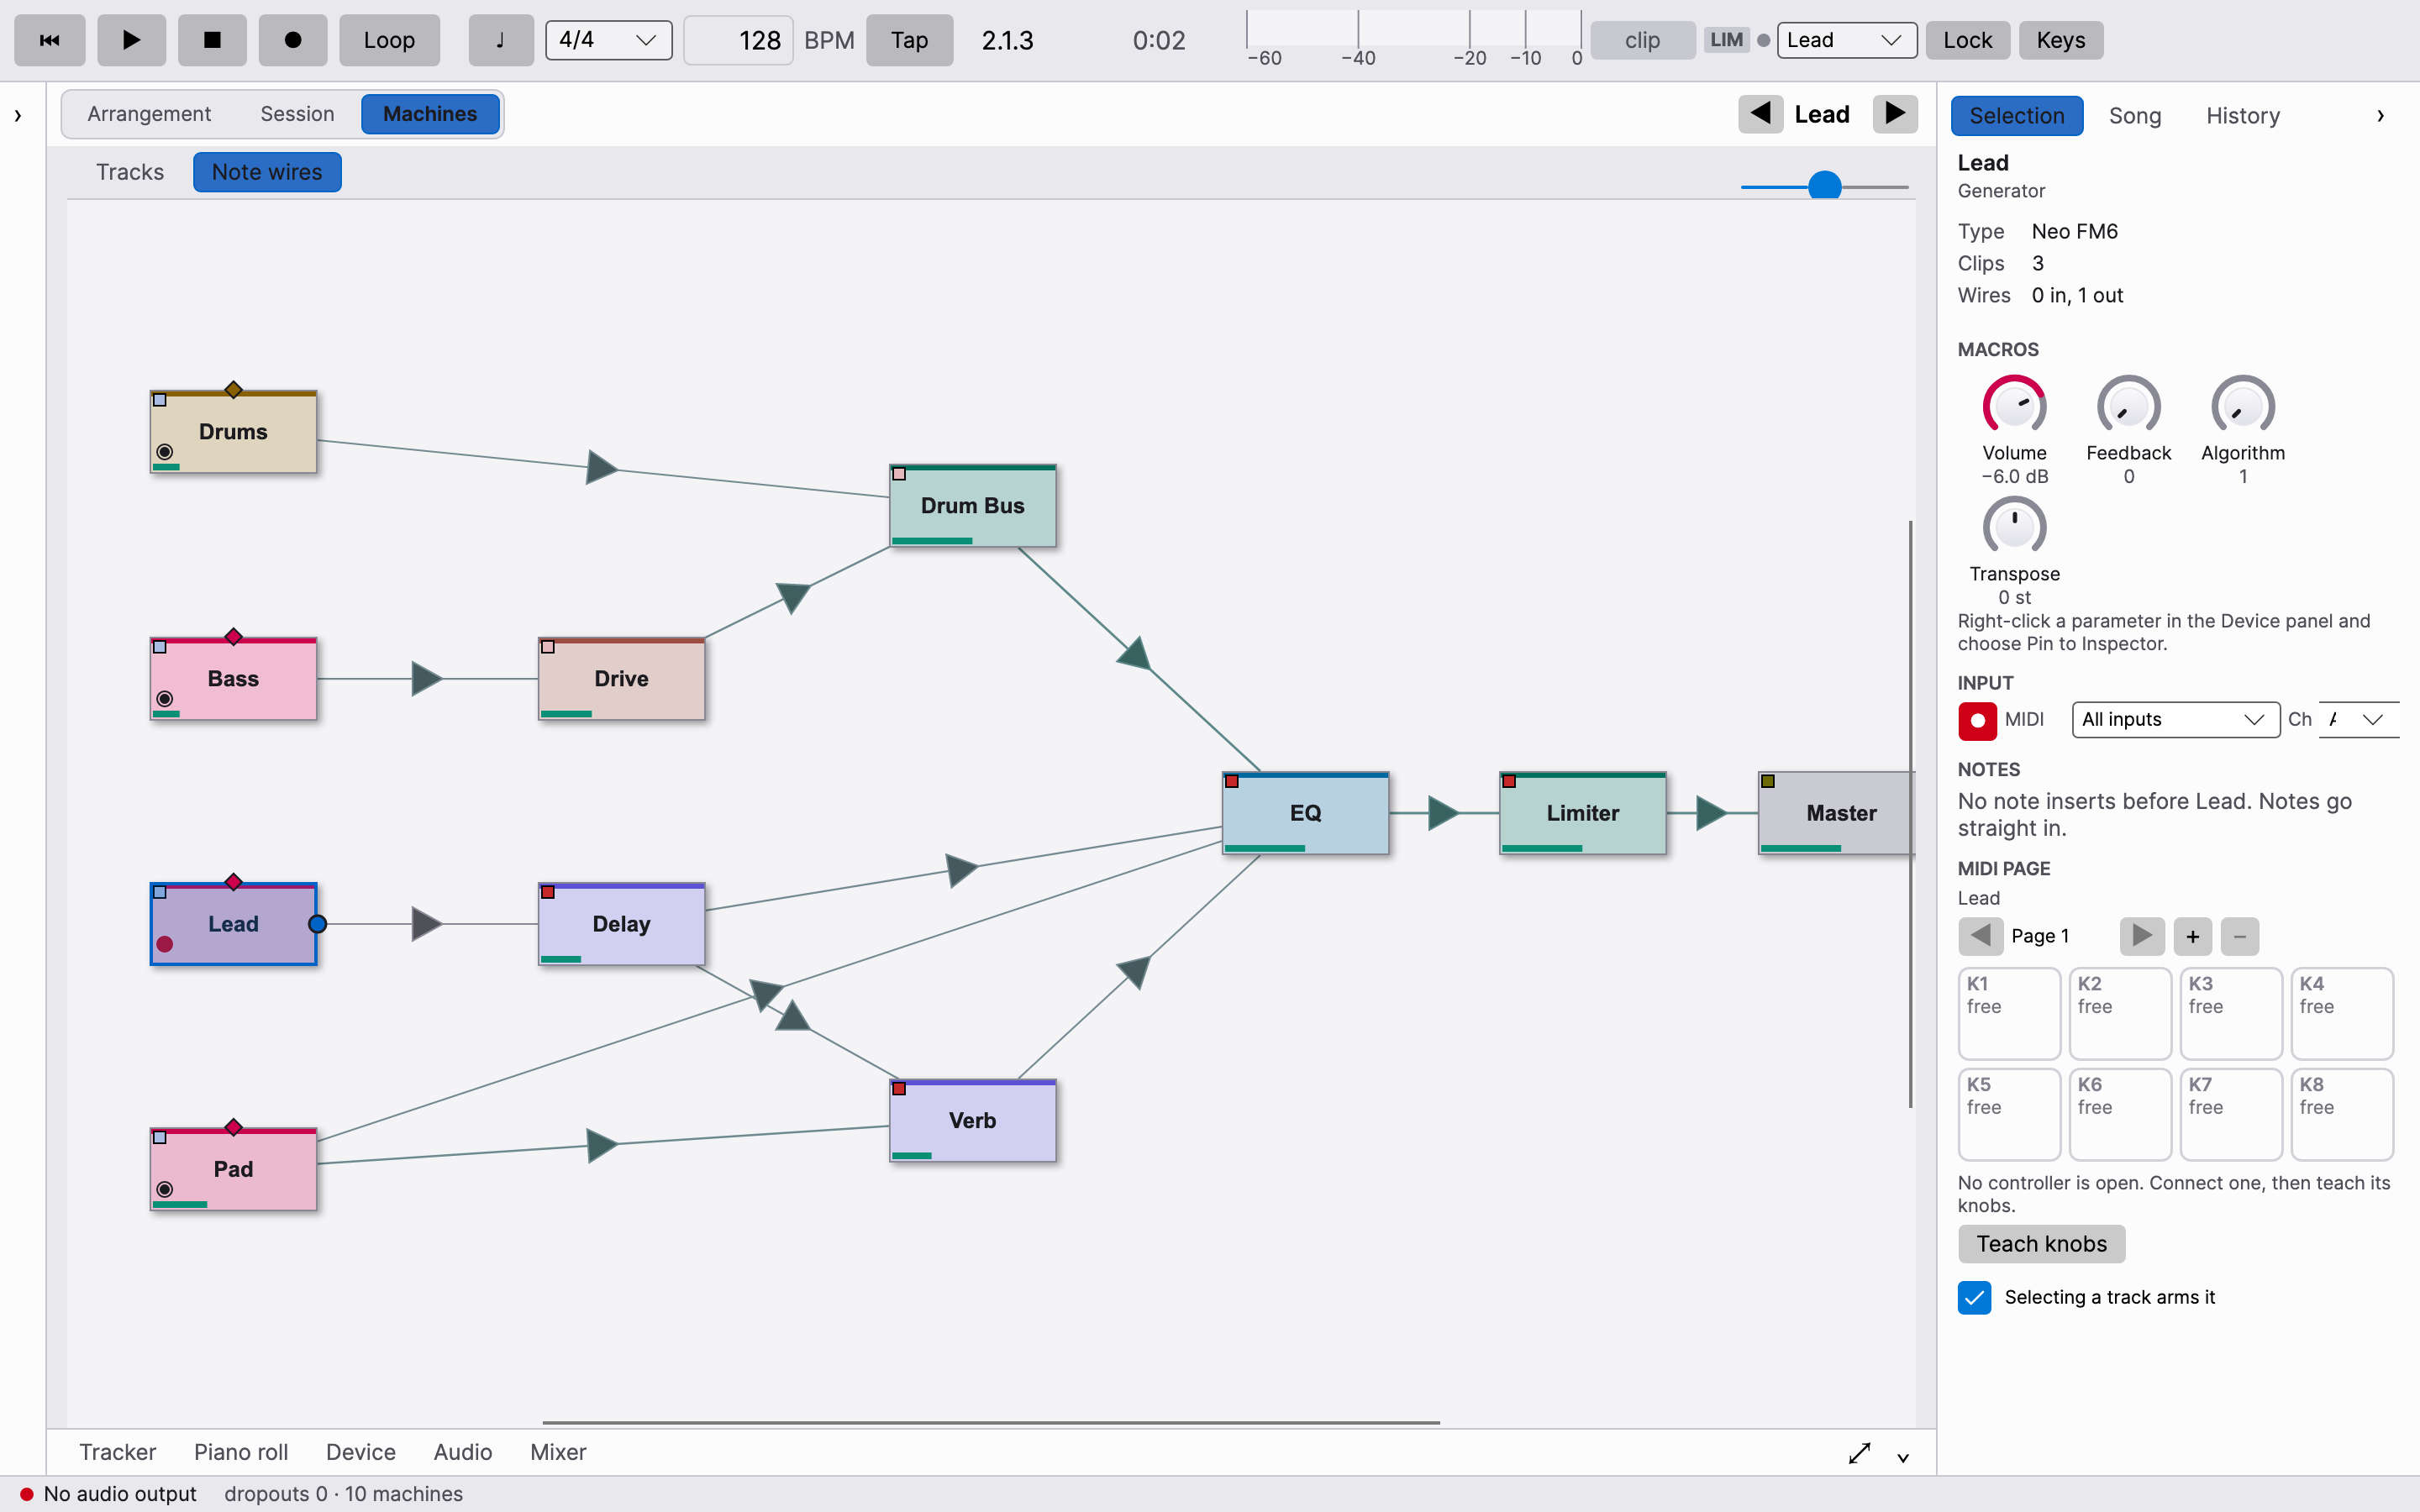 Loop
4/4
128 BPM
Tap
2.1.3
0:02
−60 −40 −20 −10 0
clip
LIM
Lead
Lock
Keys
Arrangement Session Machines
Lead
Tracks Note wires
Drums
Drum Bus
Bass
Drive
EQ
Limiter
Master
Lead
Delay
Verb
Pad
Selection Song History
Lead
Generator
Type Neo FM6
Clips 3
Wires 0 in, 1 out
MACROS
Volume Feedback Algorithm
−6.0 dB 0 1
Transpose
0 st
Right-click a parameter in the Device panel and
choose Pin to Inspector.
INPUT
MIDI All inputs Ch
NOTES
No note inserts before Lead. Notes go
straight in.
MIDI PAGE
Lead
Page 1 + −
K1 K2 K3 K4
free free free free
K5 K6 K7 K8
free free free free
No controller is open. Connect one, then teach its
knobs.
Teach knobs
Selecting a track arms it
Tracker Piano roll Device Audio Mixer
No audio output dropouts 0 · 10 machines